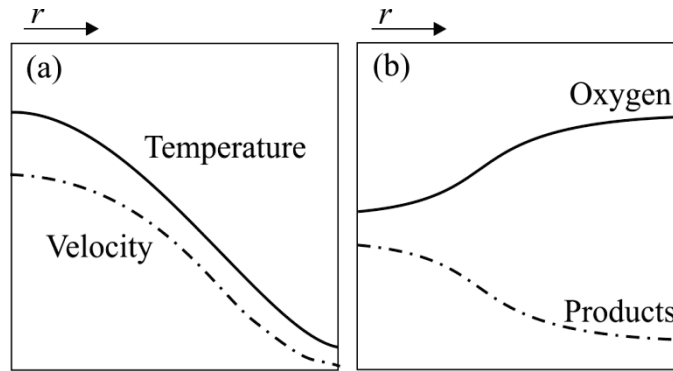 r
r
(a)
(b)
Oxygen
Temperature
Velocity
Products